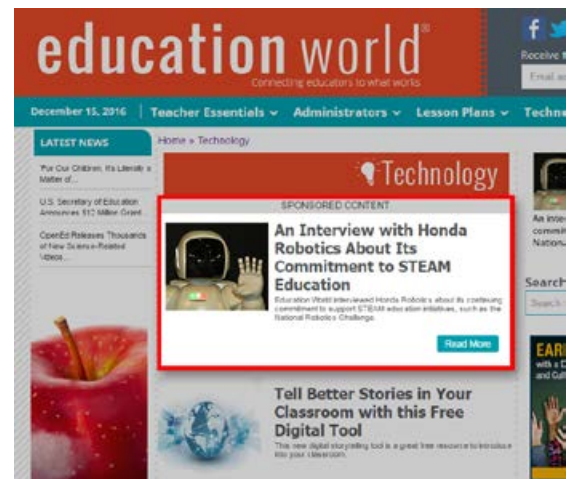 education world®
Connecting educators to what works
Receive
Email a
December 15, 2016
Teacher Essentials
Administrators
Lesson Plans
Techn
LATEST NEWS
'For Our Children, It's Literally a
Matter of...
U.S. Secretary of Education
Announces $12 Million Grant...
OpenEd Releases Thousands
of New Science-Related
Videos...
Home » Technology
Technology
SPONSORED CONTENT
An Interview with Honda
Robotics About Its
Commitment to STEAM
Education
Education World interviewed Honda Robotics about its continuing
commitment to support STEAM education initiatives, such as the
National Robotics Challenge.
Read More
Tell Better Stories in Your
Classroom with this Free
Digital Tool
This new digital storytelling tool is a great free resource to introduce
into your classroom.
An inte
commit
Nation
Search
Search
EAR
with a D
and Cul